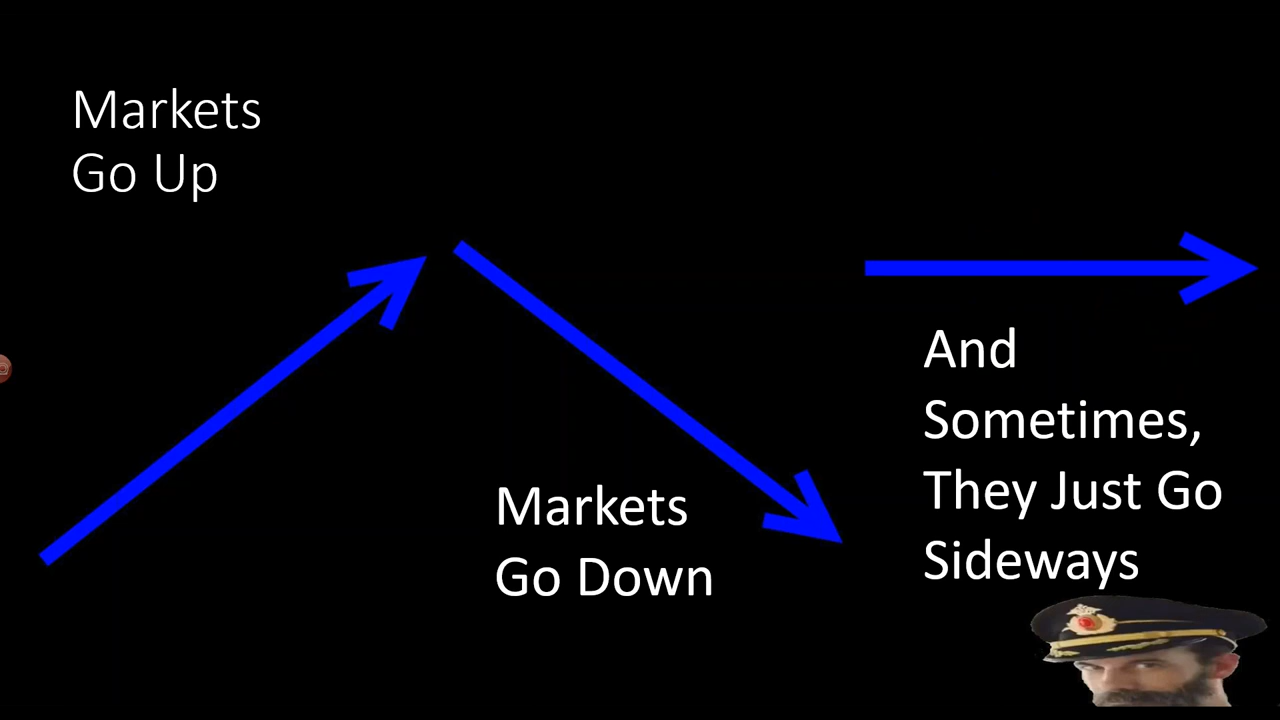 Markets
Go Up
Markets
Go Down
And
Sometimes,
They Just Go
Sideways